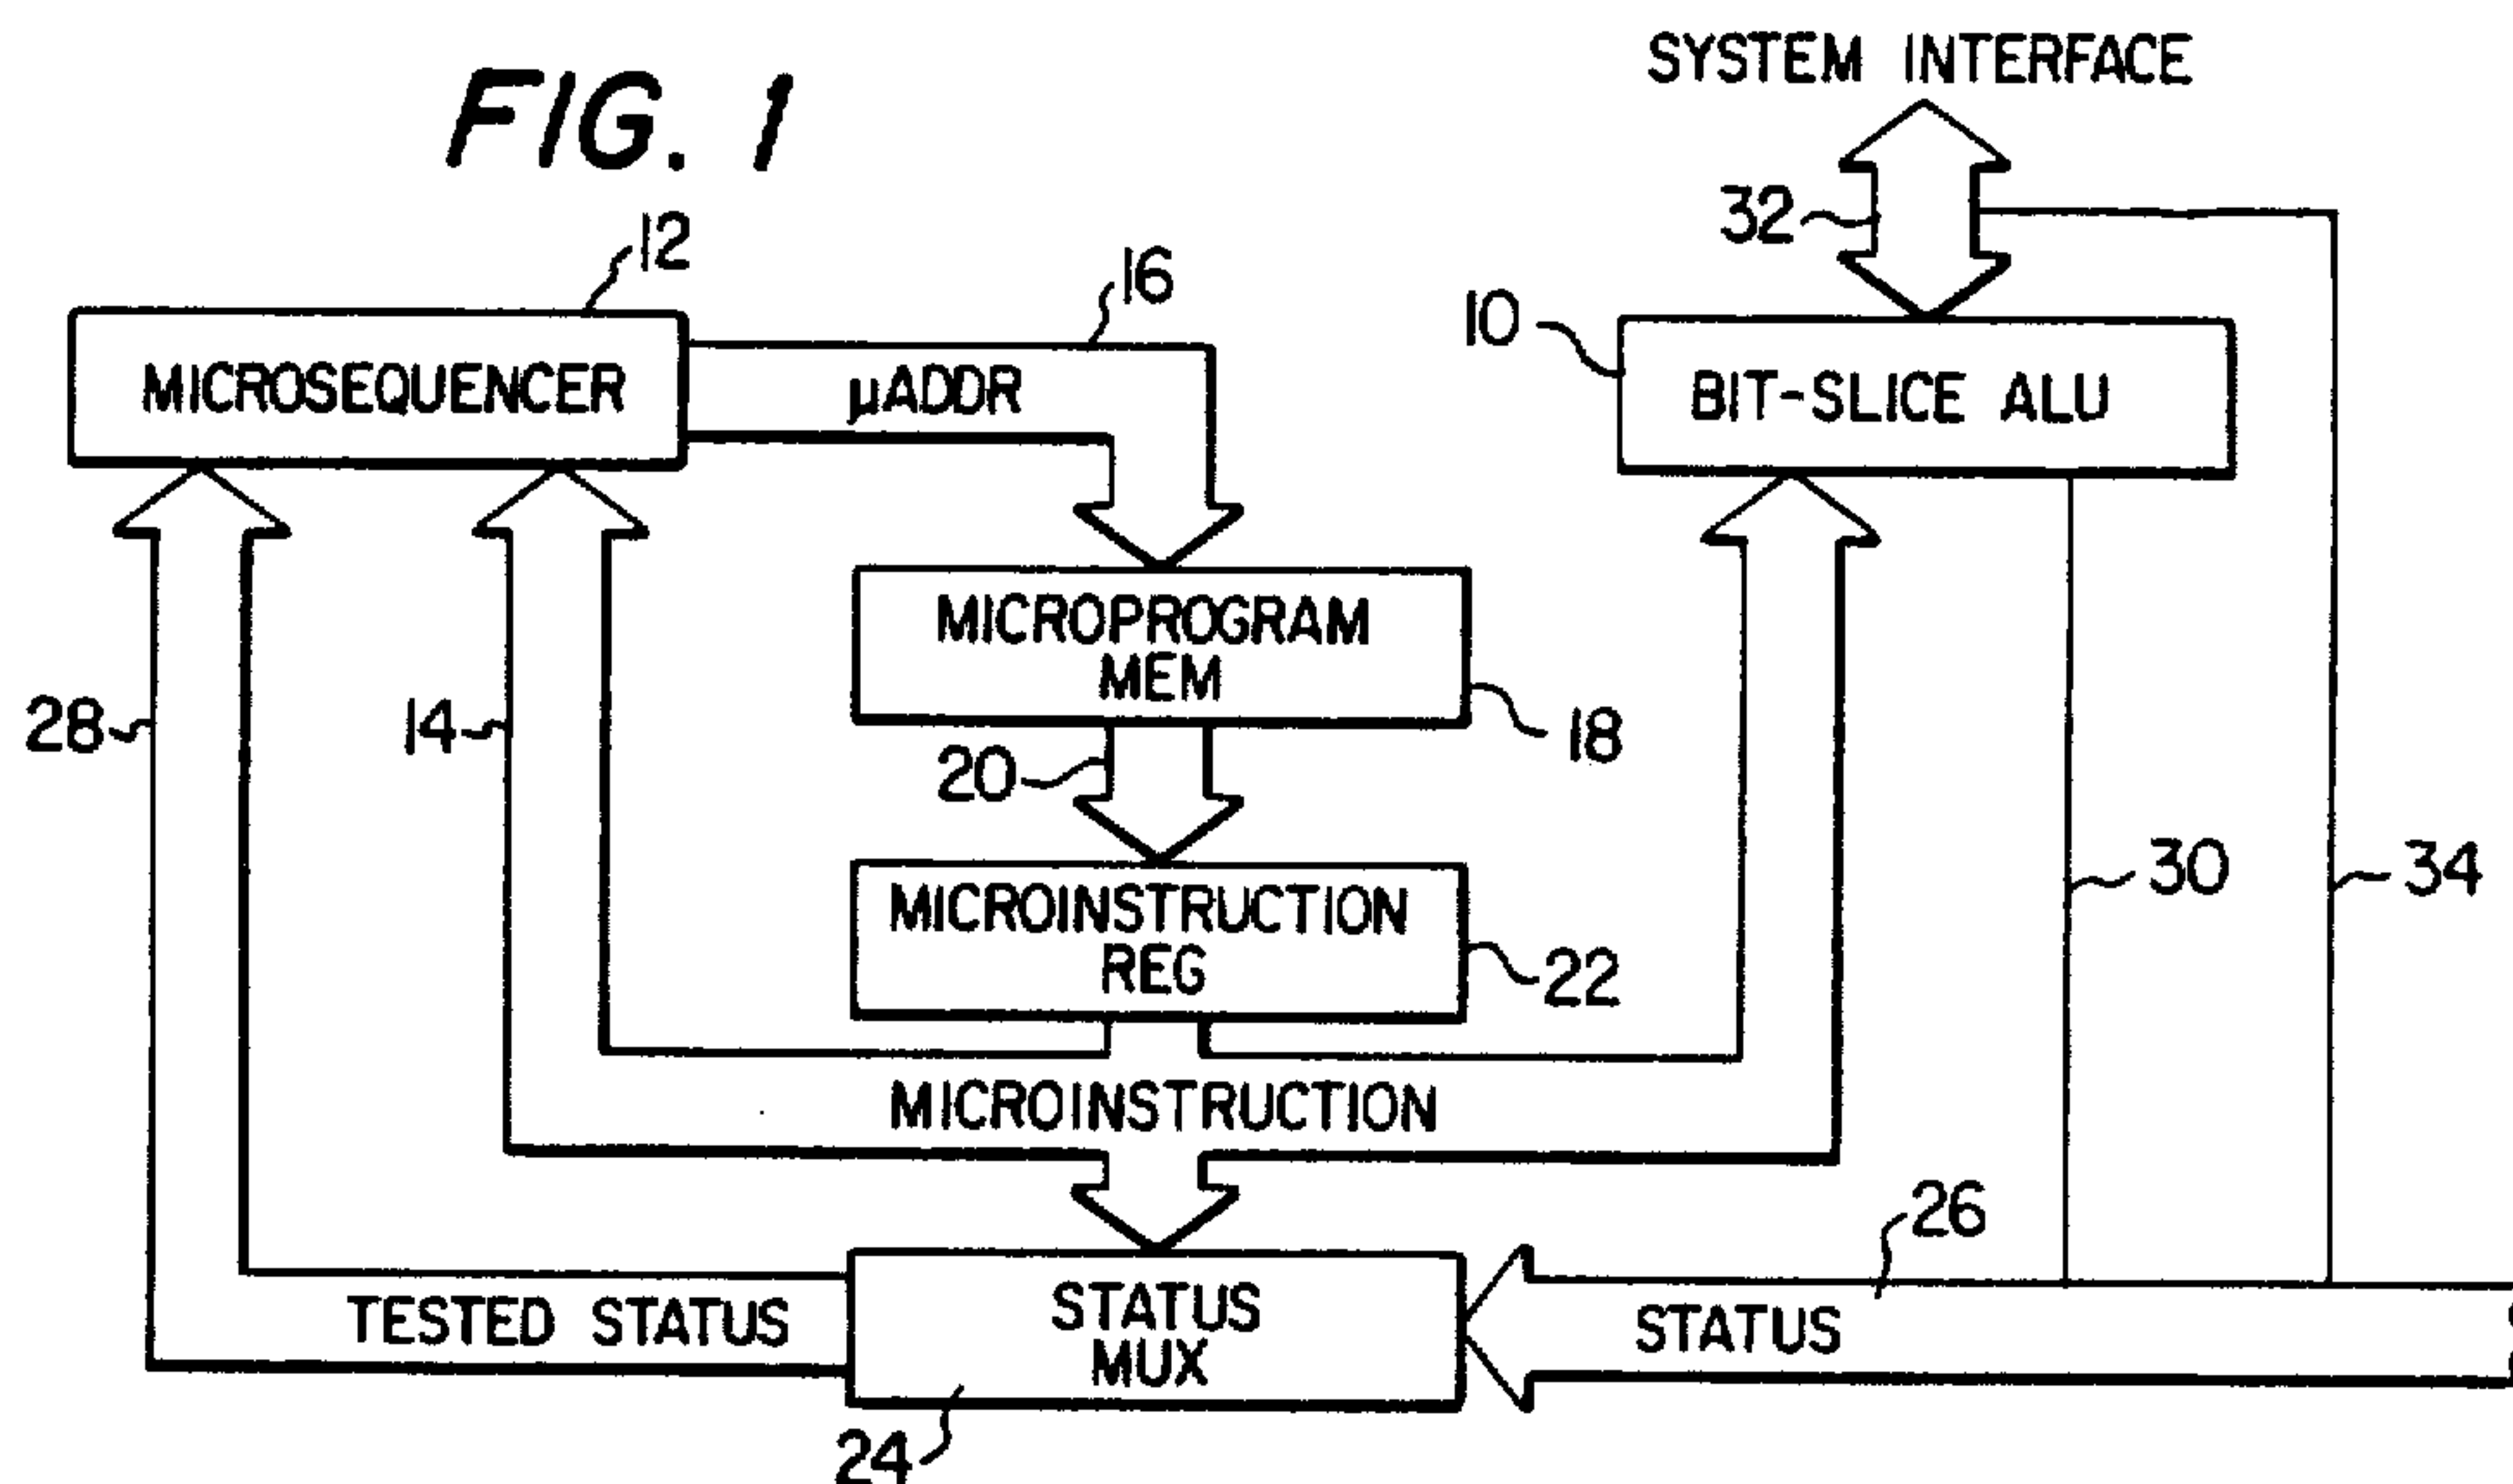 FIG. 1
SYSTEM INTERFACE
32
12
16
10
MICROSEQUENCER
µADDR
BIT-SLICE ALU
MICROPROGRAM
MEM
28
14
18
20
MICROINSTRUCTION
REG
30
34
22
MICROINSTRUCTION
26
TESTED STATUS
STATUS
MUX
STATUS
24